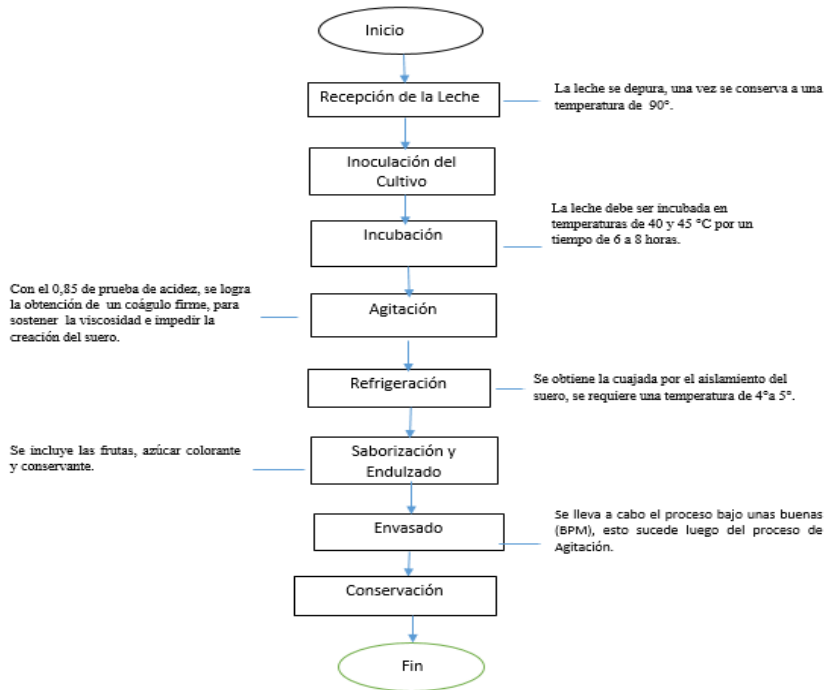 Inicio
Recepción de la Leche
La leche se depura, una vez se conserva a una
temperatura de 90°.
Inoculación del
Cultivo
La leche debe ser incubada en
temperaturas de 40 y 45 °C por un
tiempo de 6 a 8 horas.
Incubación
Con el 0,85 de prueba de acidez, se logra
la obtención de un coágulo firme, para
sostener la viscosidad e impedir la
creación del suero.
Agitación
Refrigeración
Se obtiene la cuajada por el aislamiento del
suero, se requiere una temperatura de 4°a 5°.
Se incluye las frutas, azúcar colorante
y conservante.
Saborización y
Endulzado
Envasado
Se lleva a cabo el proceso bajo unas buenas
(BPM), esto sucede luego del proceso de
Agitación.
Conservación
Fin